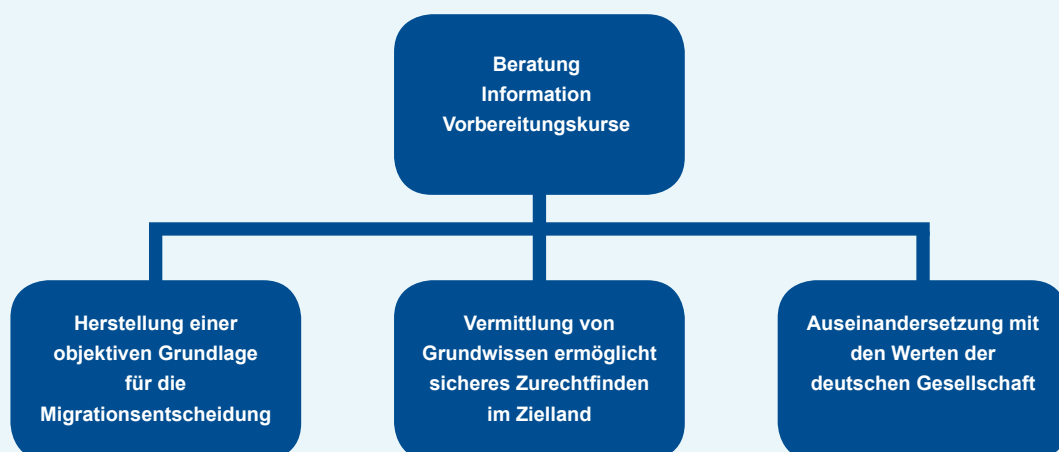 Beratung
Information
Vorbereitungskurse
Herstellung einer
objektiven Grundlage
für die
Migrationsentscheidung
Vermittlung von
Grundwissen ermöglicht
sicheres Zurechtfinden
im Zielland
Auseinandersetzung mit
den Werten der
deutschen Gesellschaft